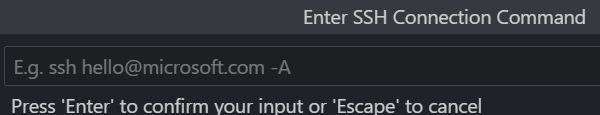 Enter SSH Connection Command
E.g. ssh hello@microsoft.com -A
Press 'Enter' to confirm your input or 'Escape' to cancel